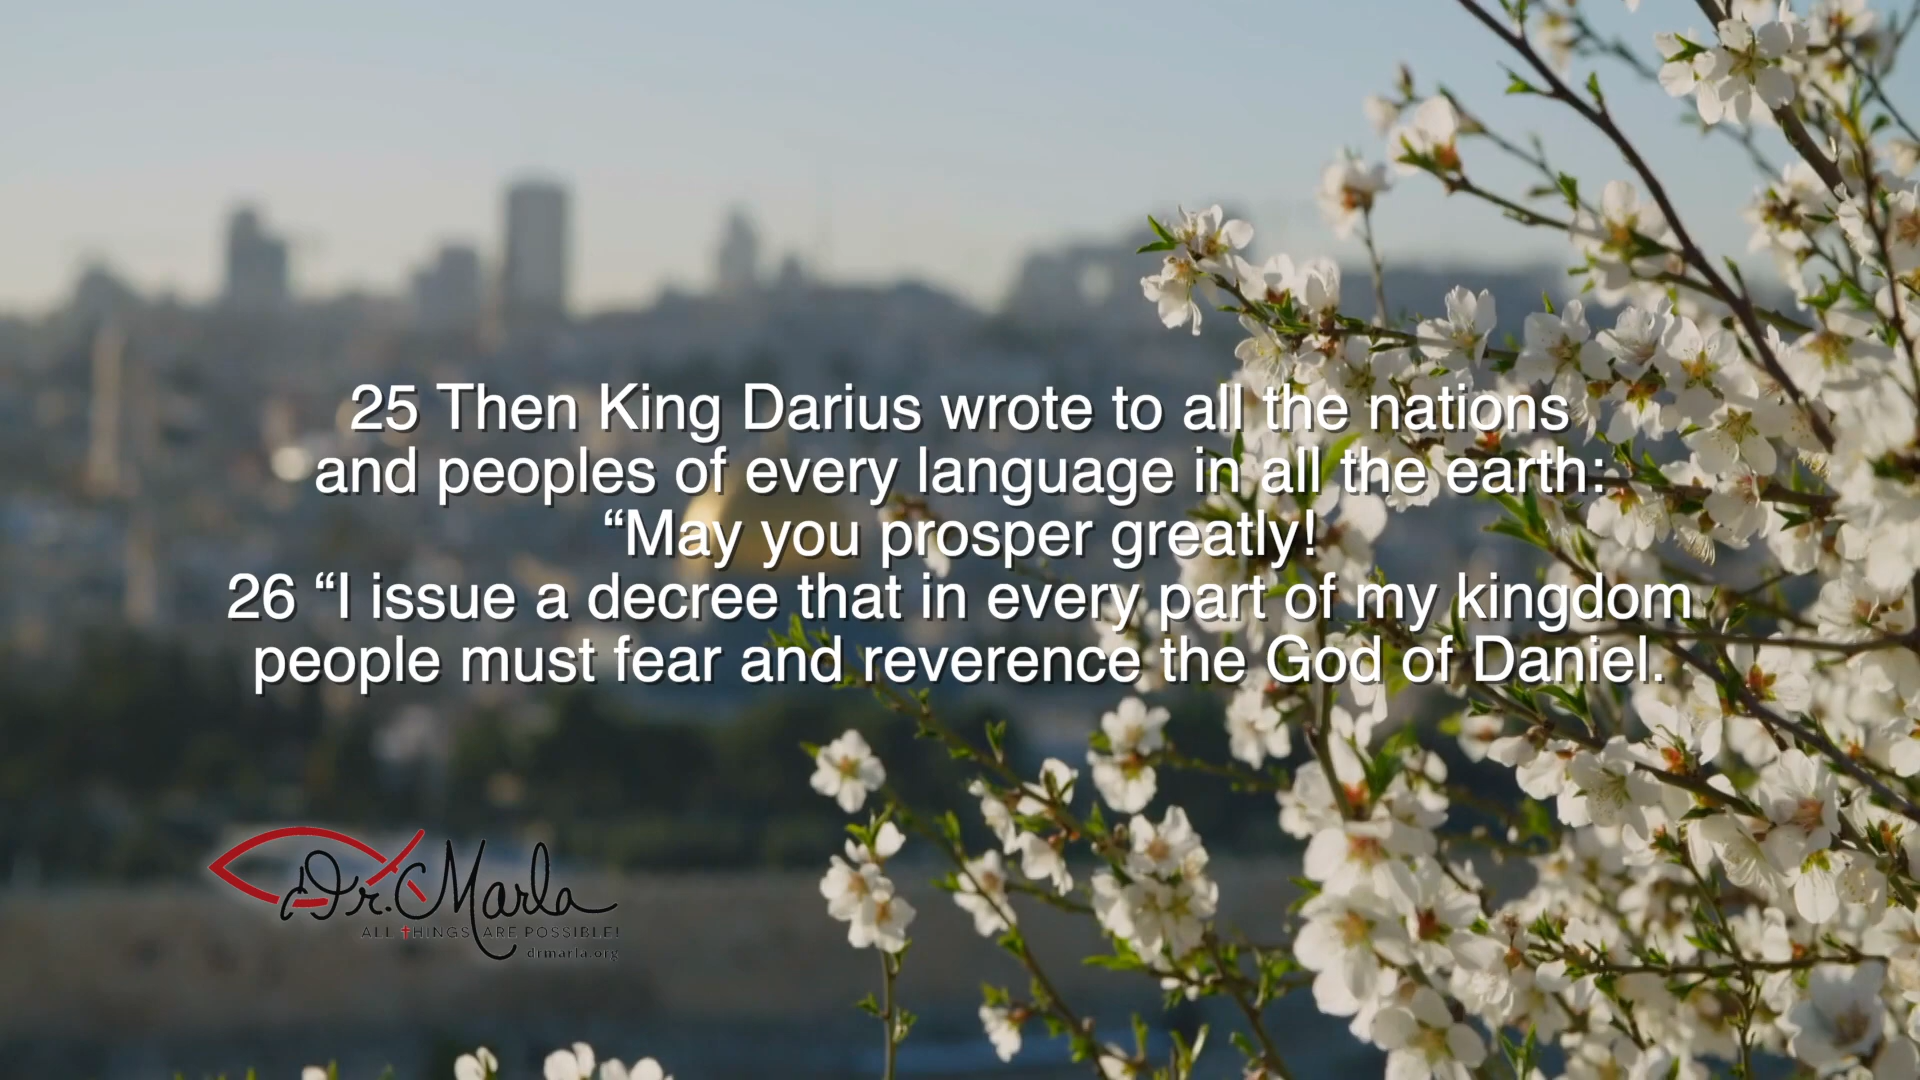 25 Then King Darius wrote to all the nations
and peoples of every language in all the earth:
“May you prosper greatly!
26 “I issue a decree that in every part of my kingdom
people must fear and reverence the God of Daniel.
Dr. Marla
ALL THINGS ARE POSSIBLE!
drmarla.org